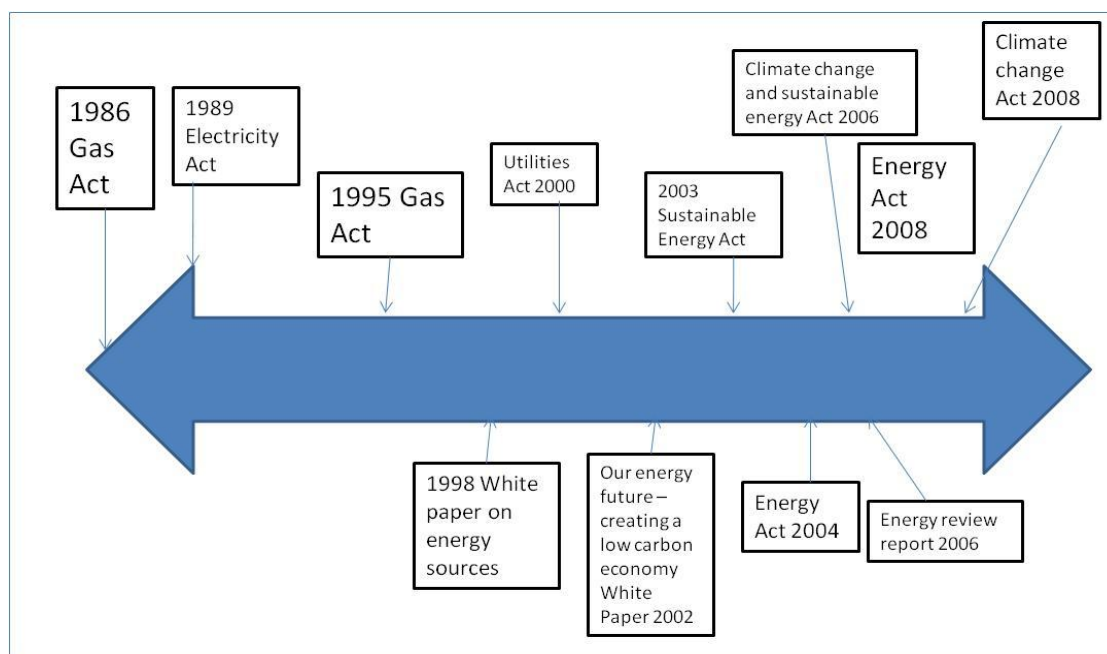 1986
Gas
Act
1989
Electricity
Act
1995 Gas
Act
Utilities
Act 2000
2003
Sustainable
Energy Act
Climate change
and sustainable
energy Act 2006
Energy
Act
2008
Climate
change
Act 2008
1998 White
paper on
energy
sources
Our energy
future –
creating a
low carbon
economy
White
Paper 2002
Energy
Act 2004
Energy review
report 2006